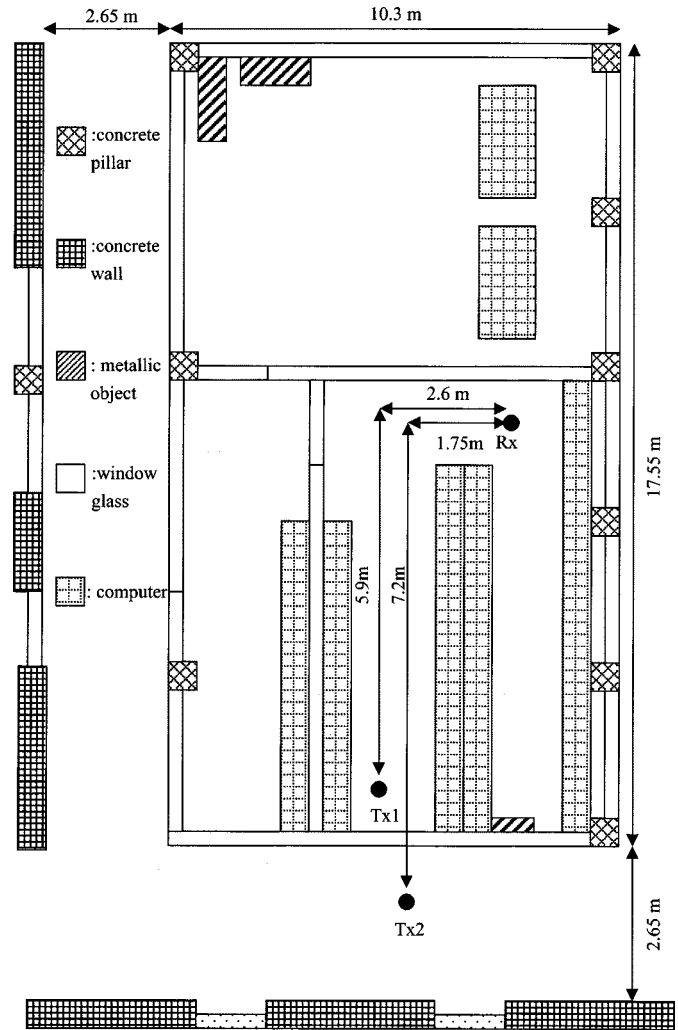 2.65 m
10.3 m
:concrete
pillar
:concrete
wall
: metallic
object
:window
glass
: computer
2.6 m
1.75m
Rx
5.9m
7.2m
17.55 m
Tx1
Tx2
2.65 m